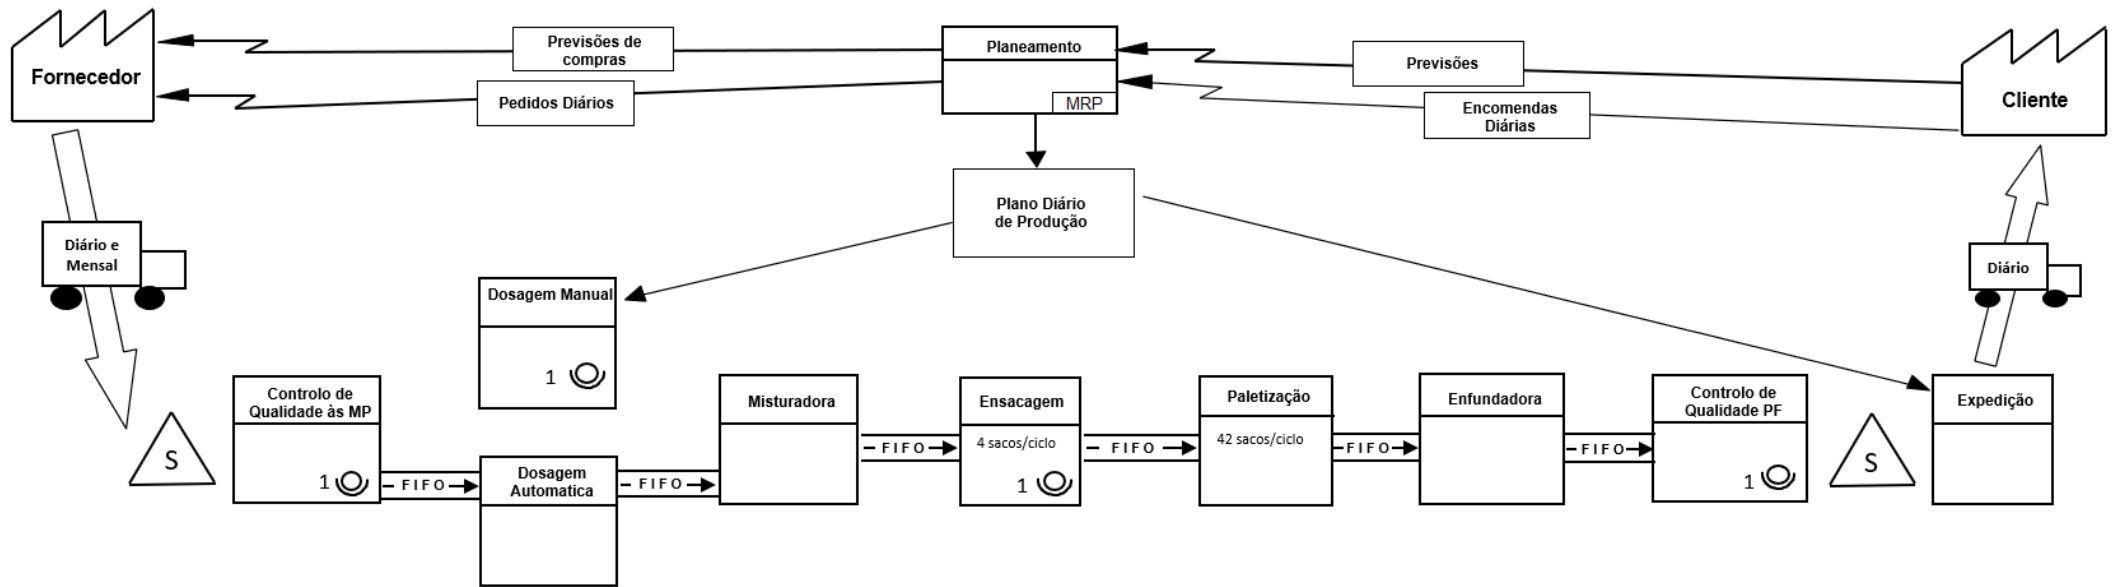 Fornecedor
Previsões de
compras
Pedidos Diários
Planeamento
MRP
Previsões
Encomendas
Diárias
Cliente
Plano Diário
de Produção
Diário e
Mensal
Diário
Dosagem Manual
1
S
Controlo de
Qualidade às MP
1
FIFO
Dosagem
Automatica
FIFO
Misturadora
FIFO
Ensacagem
4 sacos/ciclo
1
FIFO
Paletização
42 sacos/ciclo
FIFO
Enfundadora
FIFO
Controlo de
Qualidade PF
1
S
Expedição